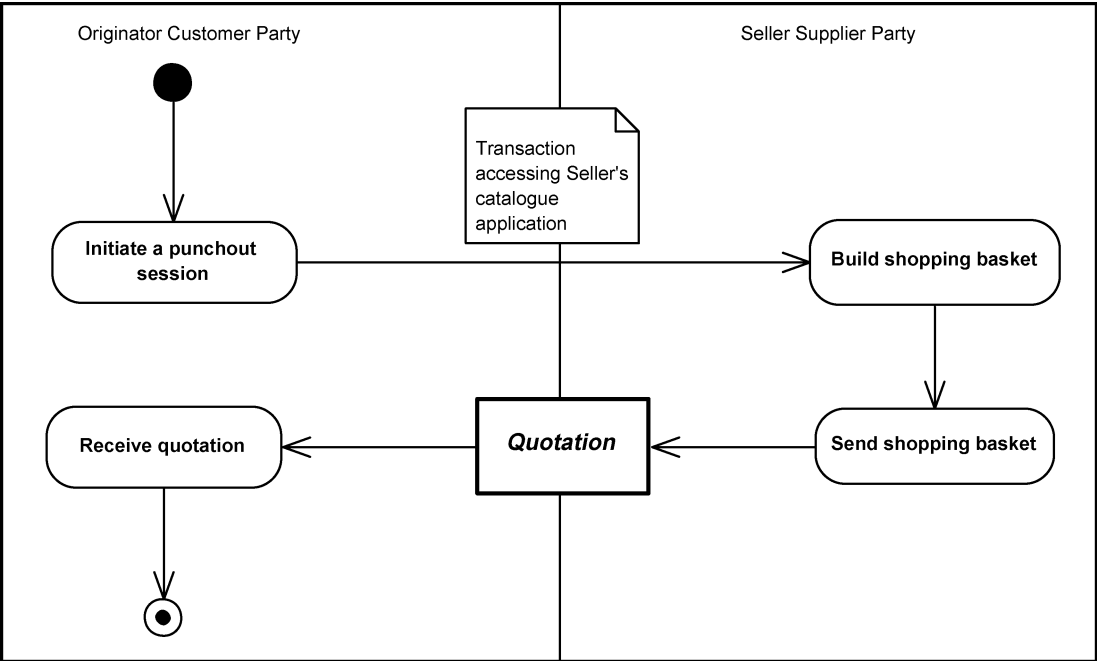 Originator Customer Party
Seller Supplier Party
Transaction
accessing Seller's
catalogue
application
Initiate a punchout
session
Build shopping basket
Receive quotation
Quotation
Send shopping basket